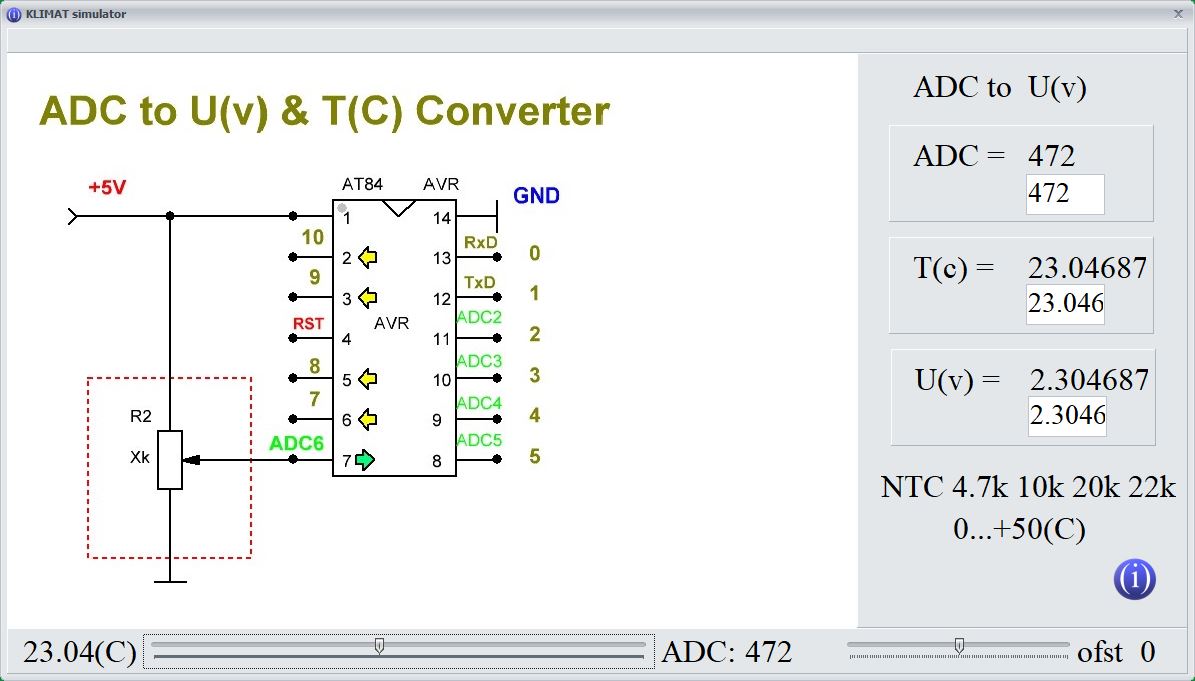 KLIMAT simulator
x
ADC to U(v) & T(C) Converter
+5V
AT84 AVR
GND
1 14
10 RxD 0
2 13
9 TxD 1
3 12
RST AVR ADC2
4 11 2
8 ADC3 3
5 10
7 ADC4 4
6 9
R2
ADC6 ADC5
Xk 7 8 5
ADC to U(v)
ADC = 472
472
T(c) = 23.04687
23.046
U(v) = 2.304687
2.3046
NTC 4.7k 10k 20k 22k
0...+50(C)
i
23.04(C) ADC: 472 ofst 0